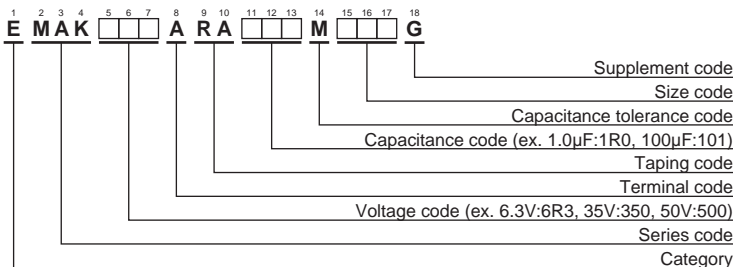 1 2 3 4 5 6 7 8 9 10 11 12 13 14 15 16 17 18
E MAK □□□ A RA □□□ M □□□ G
Supplement code
Size code
Capacitance tolerance code
Capacitance code (ex. 1.0μF:1R0, 100μF:101)
Taping code
Terminal code
Voltage code (ex. 6.3V:6R3, 35V:350, 50V:500)
Series code
Category